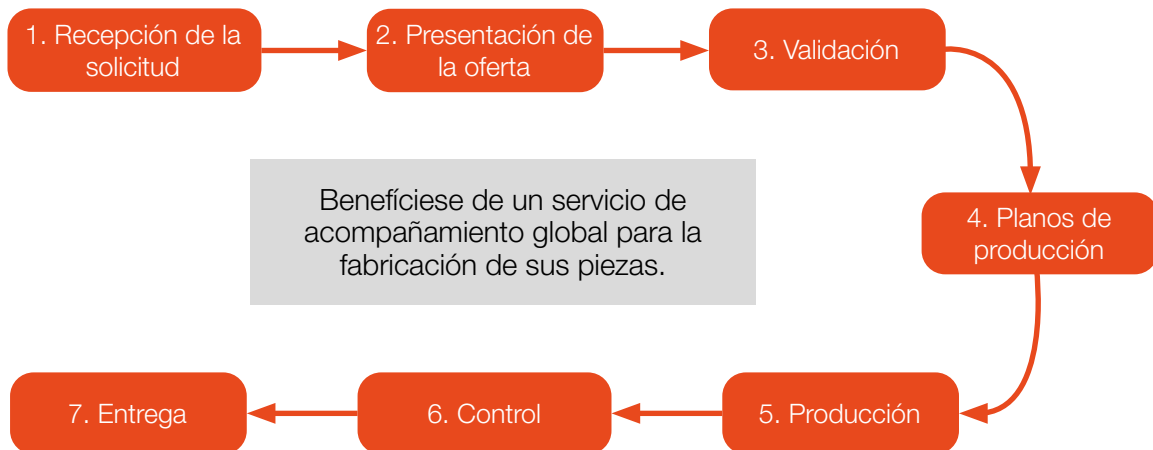 1. Recepción de la
solicitud
2. Presentación de
la oferta
3. Validación
4. Planos de
producción
Benefíciese de un servicio de
acompañamiento global para la
fabricación de sus piezas.
5. Producción
6. Control
7. Entrega